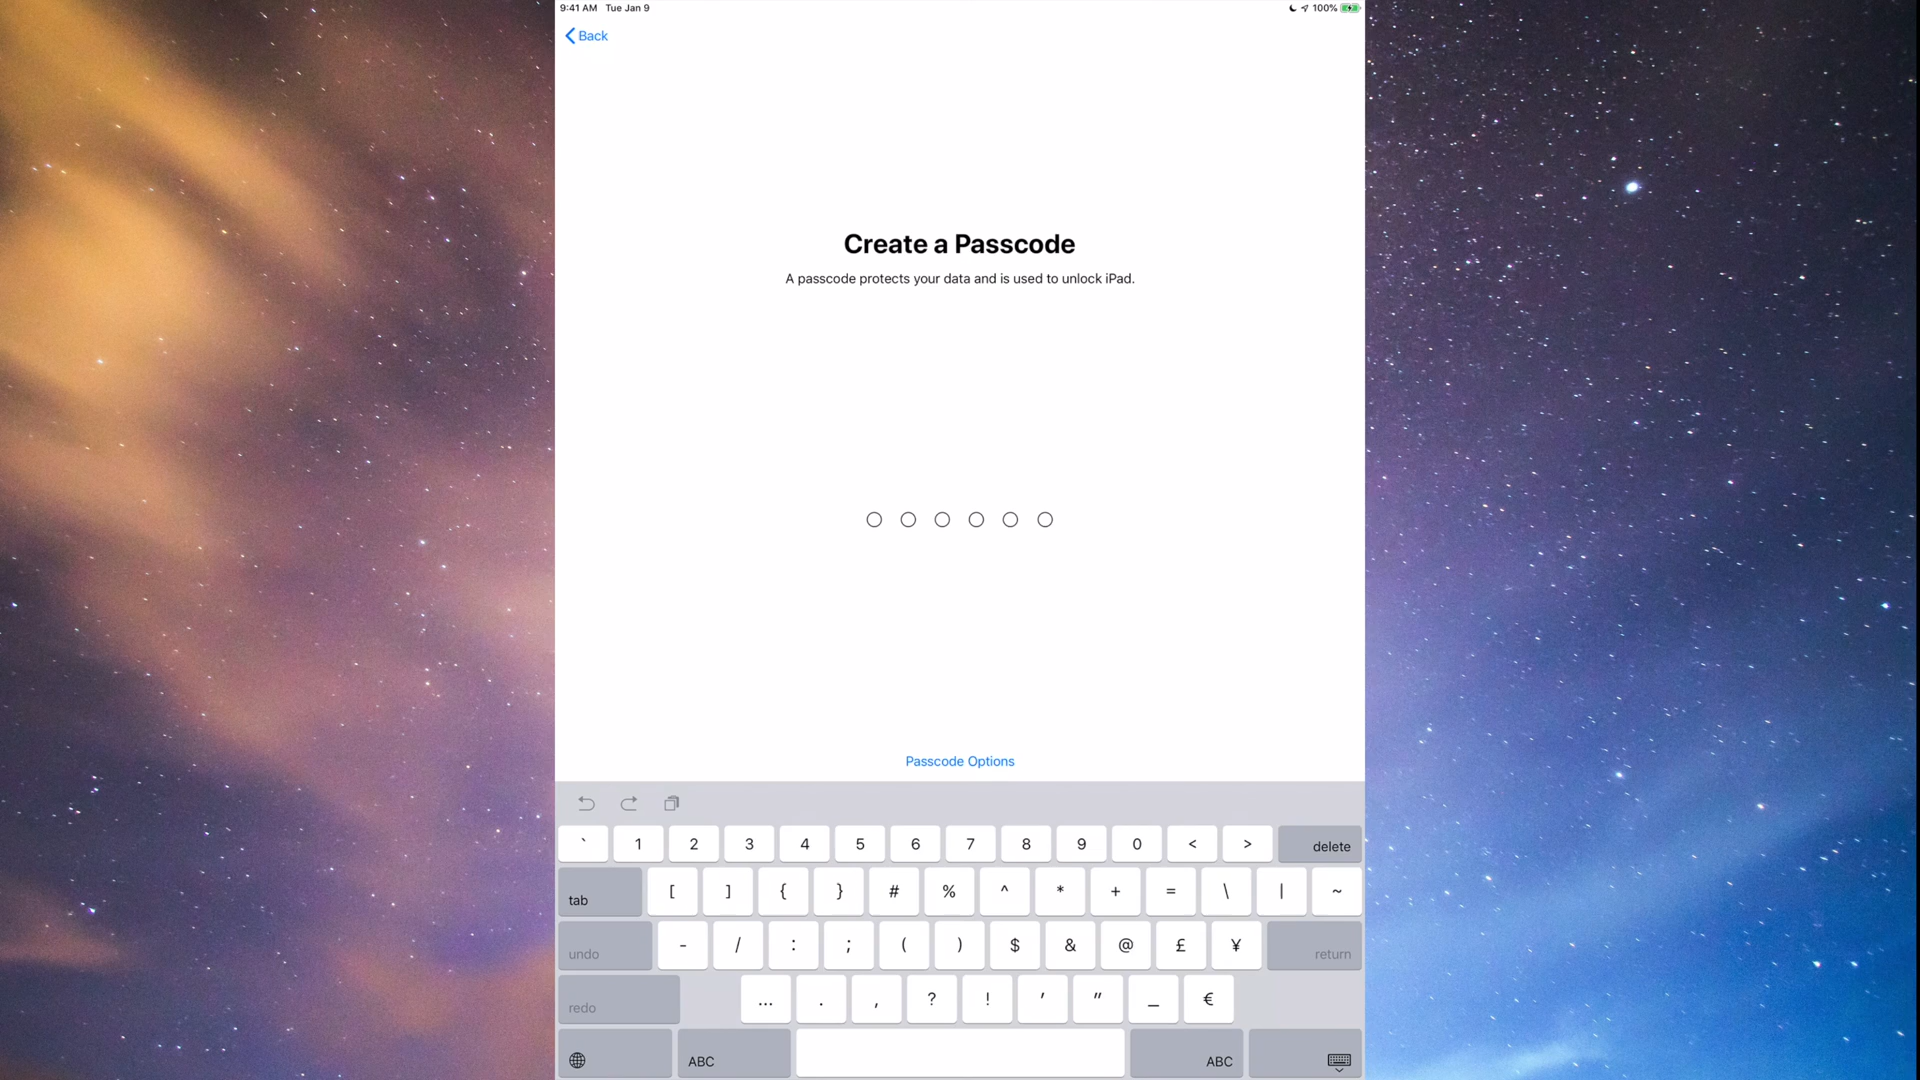 9:41 AM Tue Jan 9 100%
Back
Create a Passcode
A passcode protects your data and is used to unlock iPad.
Passcode Options
` 1 2 3 4 5 6 7 8 9 0 < > delete
tab [ ] { } # % ^ * + = \ | ~
undo - / : ; ( ) $ & @ £ ¥ return
redo … . , ? ! ' " _ €
ABC ABC